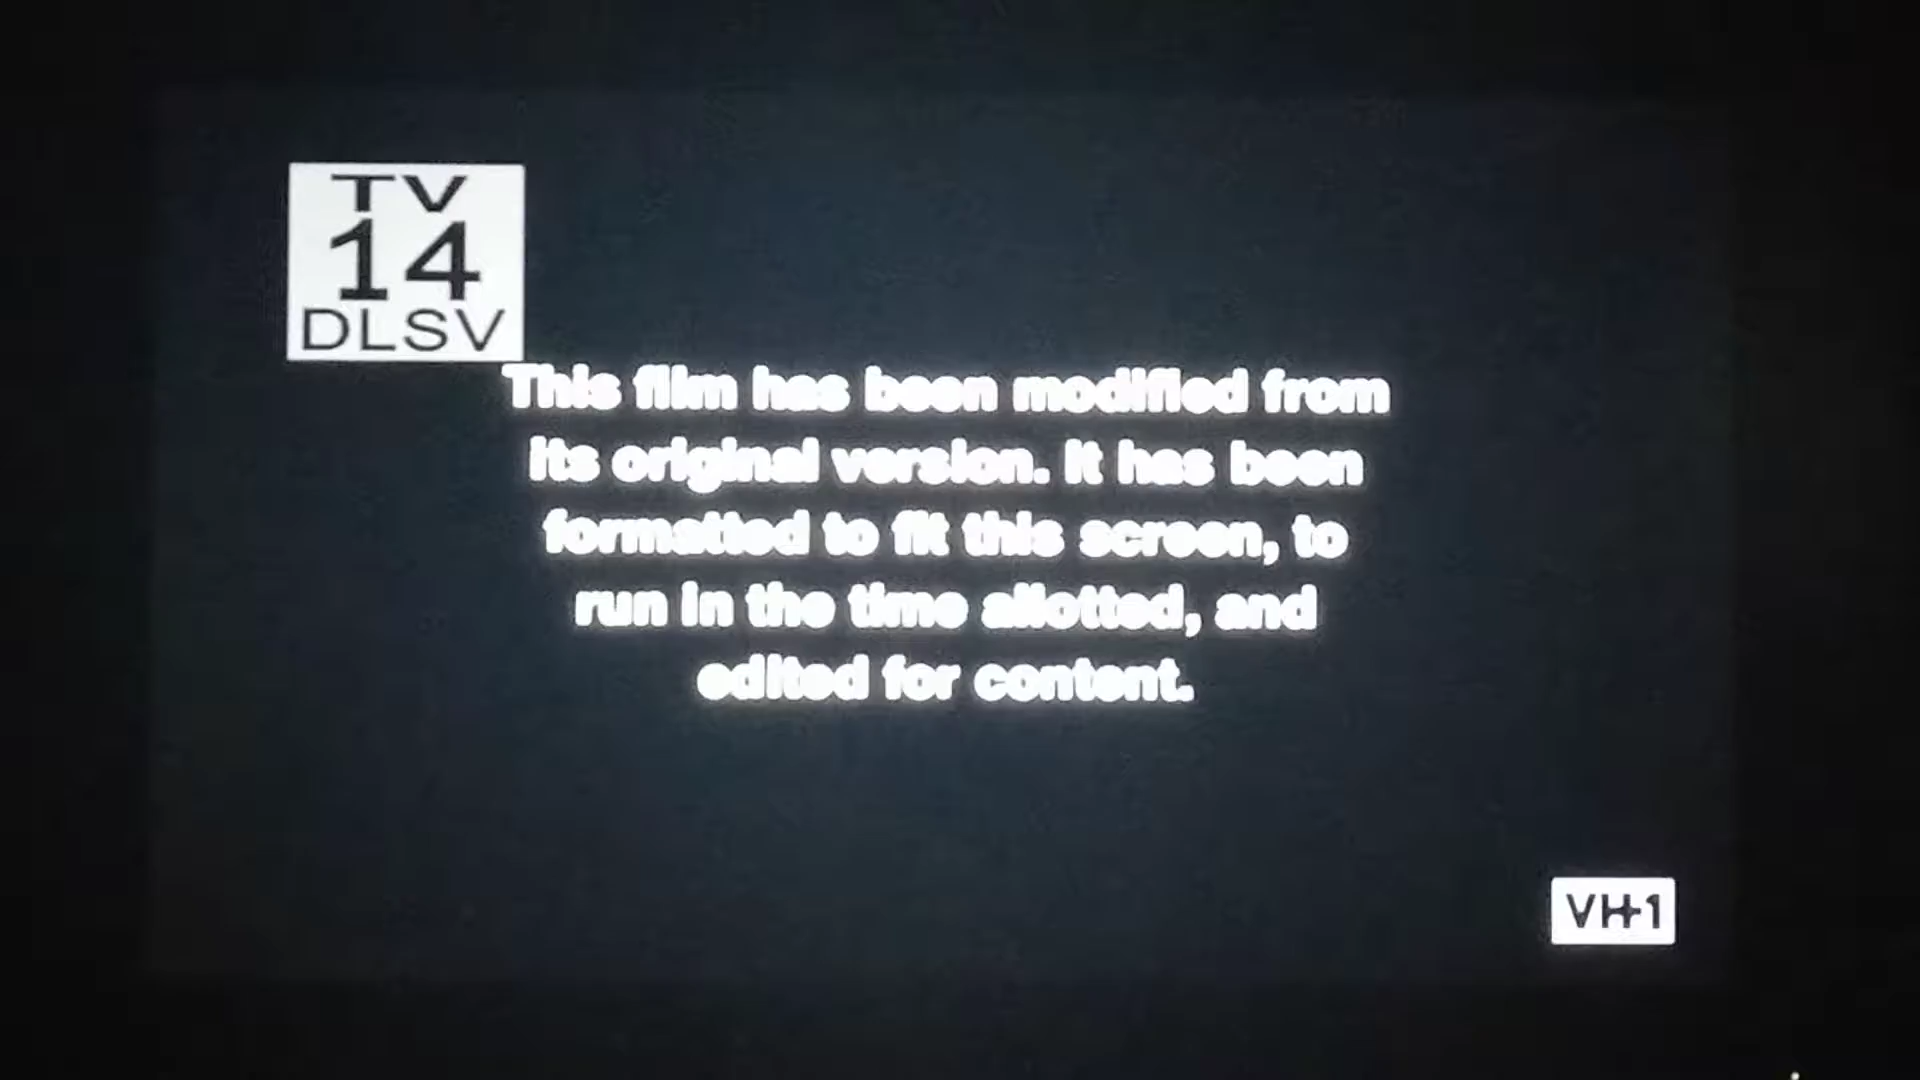 TV
14
DLSV
This film has been modified from
its original version. It has been
formatted to fit this screen, to
run in the time allotted, and
edited for content.
VH1